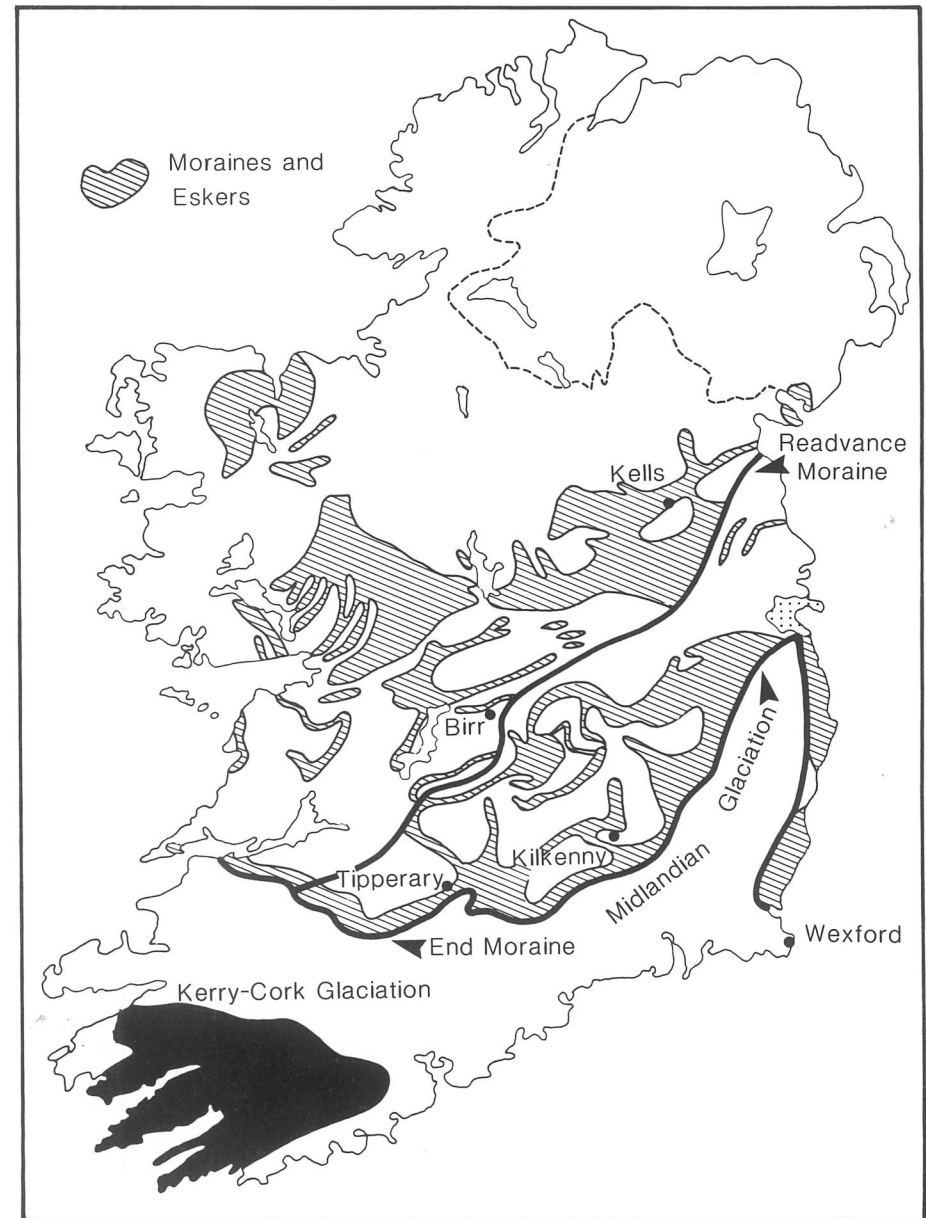 Moraines and
Eskers
Readvance
Moraine
Kells
Birr
Glaciation
Midlandian
Kilkenny
Tipperary
End Moraine
Wexford
Kerry-Cork Glaciation